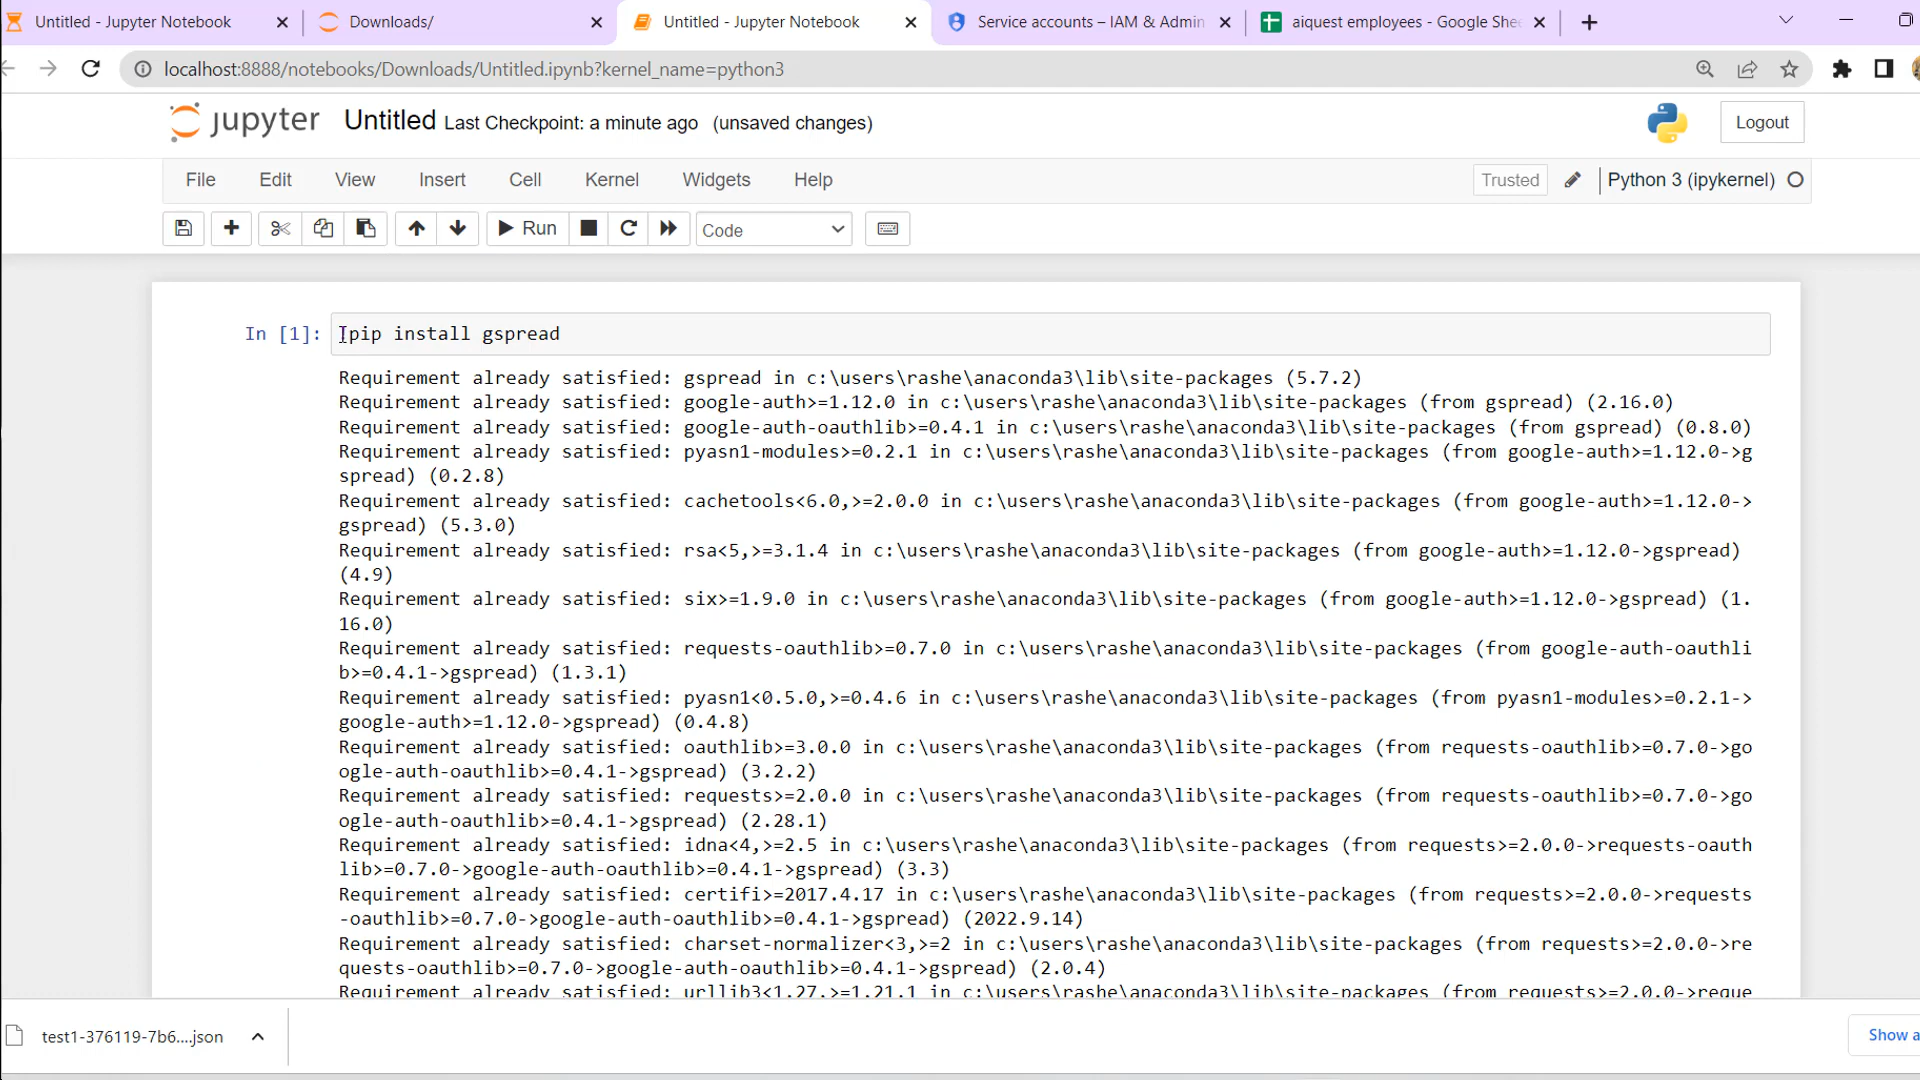 Untitled - Jupyter Notebook
Downloads/
Untitled - Jupyter Notebook
Service accounts – IAM & Admin
aiquest employees - Google Shee
localhost:8888/notebooks/Downloads/Untitled.ipynb?kernel_name=python3
jupyter Untitled Last Checkpoint: a minute ago (unsaved changes)
Logout
File Edit View Insert Cell Kernel Widgets Help
Trusted Python 3 (ipykernel)
Run Code
In [1]: !pip install gspread
Requirement already satisfied: gspread in c:\users\rashe\anaconda3\lib\site-packages (5.7.2)
Requirement already satisfied: google-auth>=1.12.0 in c:\users\rashe\anaconda3\lib\site-packages (from gspread) (2.16.0)
Requirement already satisfied: google-auth-oauthlib>=0.4.1 in c:\users\rashe\anaconda3\lib\site-packages (from gspread) (0.8.0)
Requirement already satisfied: pyasn1-modules>=0.2.1 in c:\users\rashe\anaconda3\lib\site-packages (from google-auth>=1.12.0->g
spread) (0.2.8)
Requirement already satisfied: cachetools<6.0,>=2.0.0 in c:\users\rashe\anaconda3\lib\site-packages (from google-auth>=1.12.0->
gspread) (5.3.0)
Requirement already satisfied: rsa<5,>=3.1.4 in c:\users\rashe\anaconda3\lib\site-packages (from google-auth>=1.12.0->gspread)
(4.9)
Requirement already satisfied: six>=1.9.0 in c:\users\rashe\anaconda3\lib\site-packages (from google-auth>=1.12.0->gspread) (1.
16.0)
Requirement already satisfied: requests-oauthlib>=0.7.0 in c:\users\rashe\anaconda3\lib\site-packages (from google-auth-oauthli
b>=0.4.1->gspread) (1.3.1)
Requirement already satisfied: pyasn1<0.5.0,>=0.4.6 in c:\users\rashe\anaconda3\lib\site-packages (from pyasn1-modules>=0.2.1->
google-auth>=1.12.0->gspread) (0.4.8)
Requirement already satisfied: oauthlib>=3.0.0 in c:\users\rashe\anaconda3\lib\site-packages (from requests-oauthlib>=0.7.0->go
ogle-auth-oauthlib>=0.4.1->gspread) (3.2.2)
Requirement already satisfied: requests>=2.0.0 in c:\users\rashe\anaconda3\lib\site-packages (from requests-oauthlib>=0.7.0->go
ogle-auth-oauthlib>=0.4.1->gspread) (2.28.1)
Requirement already satisfied: idna<4,>=2.5 in c:\users\rashe\anaconda3\lib\site-packages (from requests>=2.0.0->requests-oauth
lib>=0.7.0->google-auth-oauthlib>=0.4.1->gspread) (3.3)
Requirement already satisfied: certifi>=2017.4.17 in c:\users\rashe\anaconda3\lib\site-packages (from requests>=2.0.0->requests
-oauthlib>=0.7.0->google-auth-oauthlib>=0.4.1->gspread) (2022.9.14)
Requirement already satisfied: charset-normalizer<3,>=2 in c:\users\rashe\anaconda3\lib\site-packages (from requests>=2.0.0->re
quests-oauthlib>=0.7.0->google-auth-oauthlib>=0.4.1->gspread) (2.0.4)
Requirement already satisfied: urllib3<1.27,>=1.21.1 in c:\users\rashe\anaconda3\lib\site-packages (from requests>=2.0.0->reque
test1-376119-7b6....json
Show a